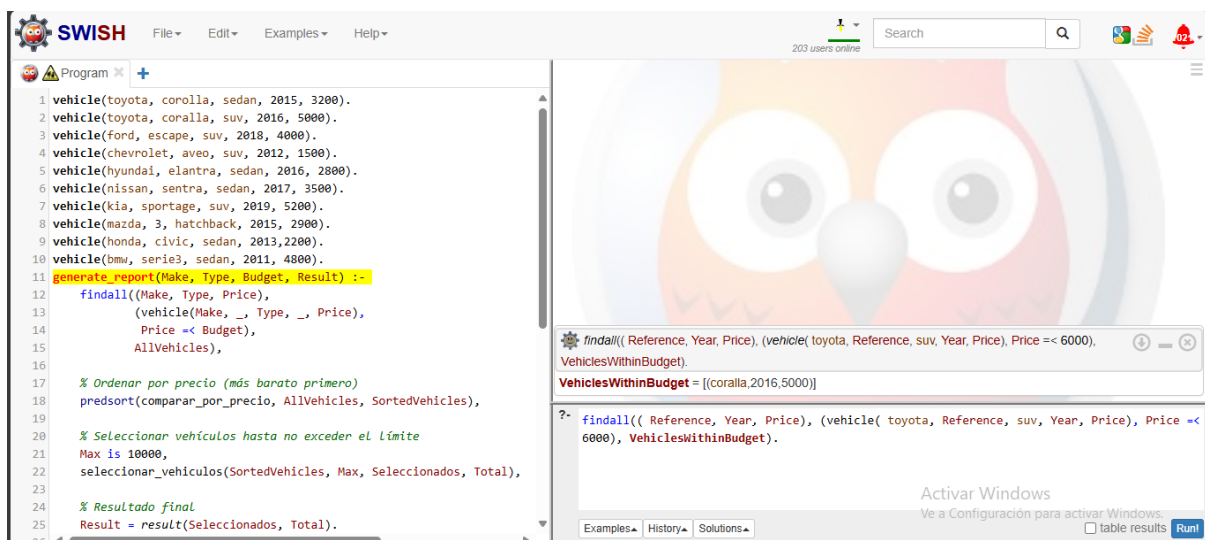 SWISH File Edit Examples Help 203 users online Search
Program
1 vehicle(toyota, corolla, sedan, 2015, 3200).
2 vehicle(toyota, coralla, suv, 2016, 5000).
3 vehicle(ford, escape, suv, 2018, 4000).
4 vehicle(chevrolet, aveo, suv, 2012, 1500).
5 vehicle(hyundai, elantra, sedan, 2016, 2800).
6 vehicle(nissan, sentra, sedan, 2017, 3500).
7 vehicle(kia, sportage, suv, 2019, 5200).
8 vehicle(mazda, 3, hatchback, 2015, 2900).
9 vehicle(honda, civic, sedan, 2013,2200).
10 vehicle(bmw, serie3, sedan, 2011, 4800).
11 generate_report(Make, Type, Budget, Result) :-
12 findall((Make, Type, Price),
13 (vehicle(Make, _, Type, _, Price),
14 Price =< Budget),
15 AllVehicles),
16
17 % Ordenar por precio (más barato primero)
18 predsort(comparar_por_precio, AllVehicles, SortedVehicles),
19
20 % Seleccionar vehículos hasta no exceder el límite
21 Max is 10000,
22 seleccionar_vehiculos(SortedVehicles, Max, Seleccionados, Total),
23
24 % Resultado final
25 Result = result(Seleccionados, Total).
findall(( Reference, Year, Price), (vehicle( toyota, Reference, suv, Year, Price), Price =< 6000),
VehiclesWithinBudget).
VehiclesWithinBudget = [(coralla,2016,5000)]
?- findall(( Reference, Year, Price), (vehicle( toyota, Reference, suv, Year, Price), Price =<
6000), VehiclesWithinBudget).
Activar Windows
Ve a Configuración para activar Windows.
Examples History Solutions table results Run!